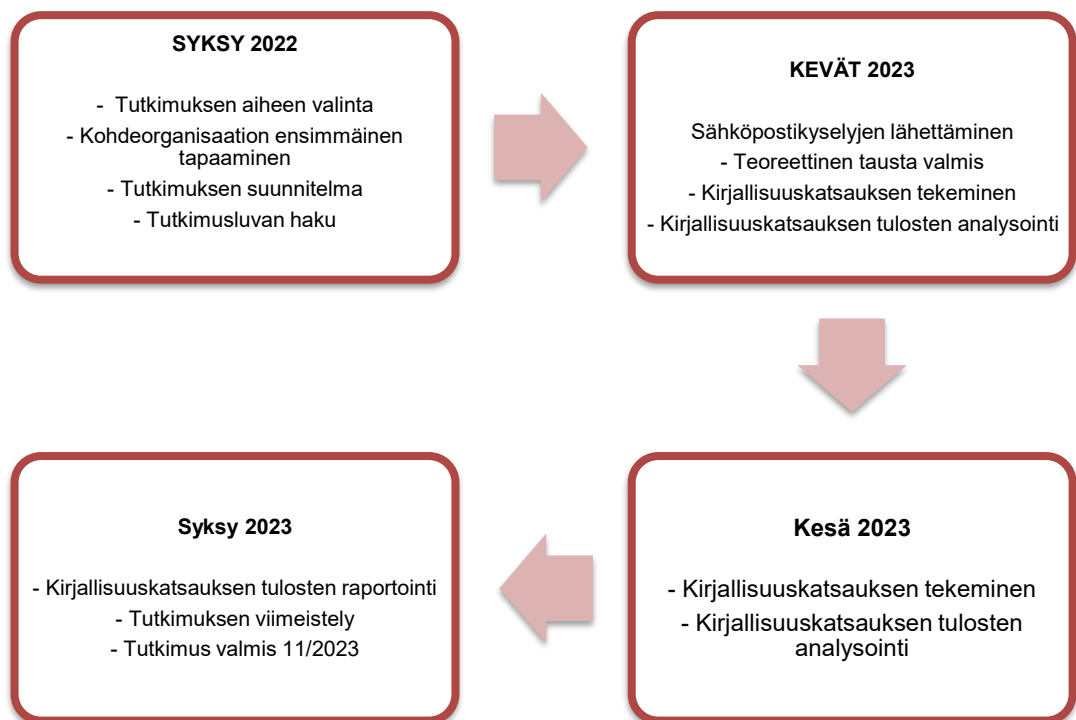 SYKSY 2022
- Tutkimuksen aiheen valinta
- Kohdeorganisaation ensimmäinen
tapaaminen
- Tutkimuksen suunnitelma
- Tutkimusluvan haku
KEVÄT 2023
Sähköpostikyselyjen lähettäminen
- Teoreettinen tausta valmis
- Kirjallisuuskatsauksen tekeminen
- Kirjallisuuskatsauksen tulosten analysointi
Kesä 2023
- Kirjallisuuskatsauksen tekeminen
- Kirjallisuuskatsauksen tulosten
analysointi
Syksy 2023
- Kirjallisuuskatsauksen tulosten raportointi
- Tutkimuksen viimeistely
- Tutkimus valmis 11/2023